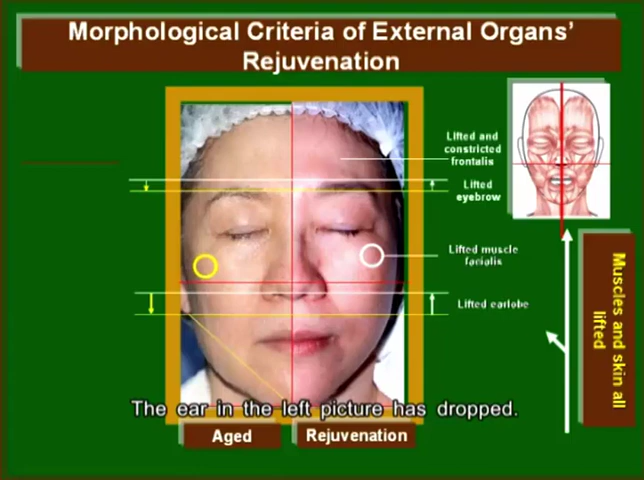 Morphological Criteria of External Organs’
Rejuvenation
Lifted and
constricted
frontalis
Lifted
eyebrow
Lifted muscle
facialis
Lifted earlobe
Muscles and skin all
lifted
The ear in the left picture has dropped.
Aged
Rejuvenation